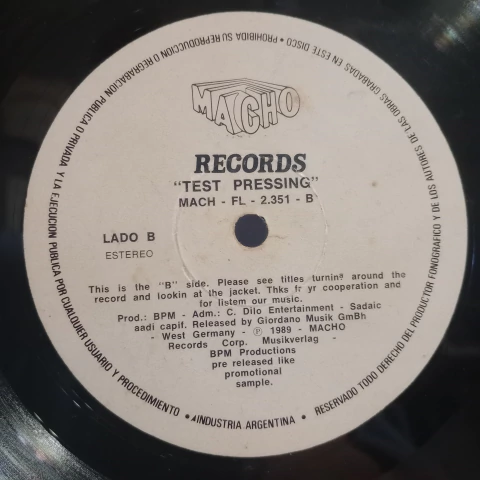 MACHO
RECORDS
"TEST PRESSING"
MACH - FL - 2.351 - B
LADO B
ESTEREO
This is the "B" side. Please see titles turnin° around the
record and lookin at the jacket. Thks fr yr cooperation and
for listem our music.
Prod.: BPM - Adm.: C. Dilo Entertainment - Sadaic
aadi capif. Released by Giordano Musik GmBh
- West Germany - ℗ 1989 - MACHO
Records Corp. Musikverlag -
BPM Productions
pre released like
promotional
sample.
• INDUSTRIA ARGENTINA • RESERVADO TODO DERECHO DEL PRODUCTOR FONOGRAFICO Y DE LOS AUTORES DE LAS OBRAS GRABADAS EN ESTE DISCO • PROHIBIDA SU REPRODUCCION O REGRABACION PUBLICA O PRIVADA Y LA EJECUCION PUBLICA POR CUALQUIER USUARIO Y PROCEDIMIENTO